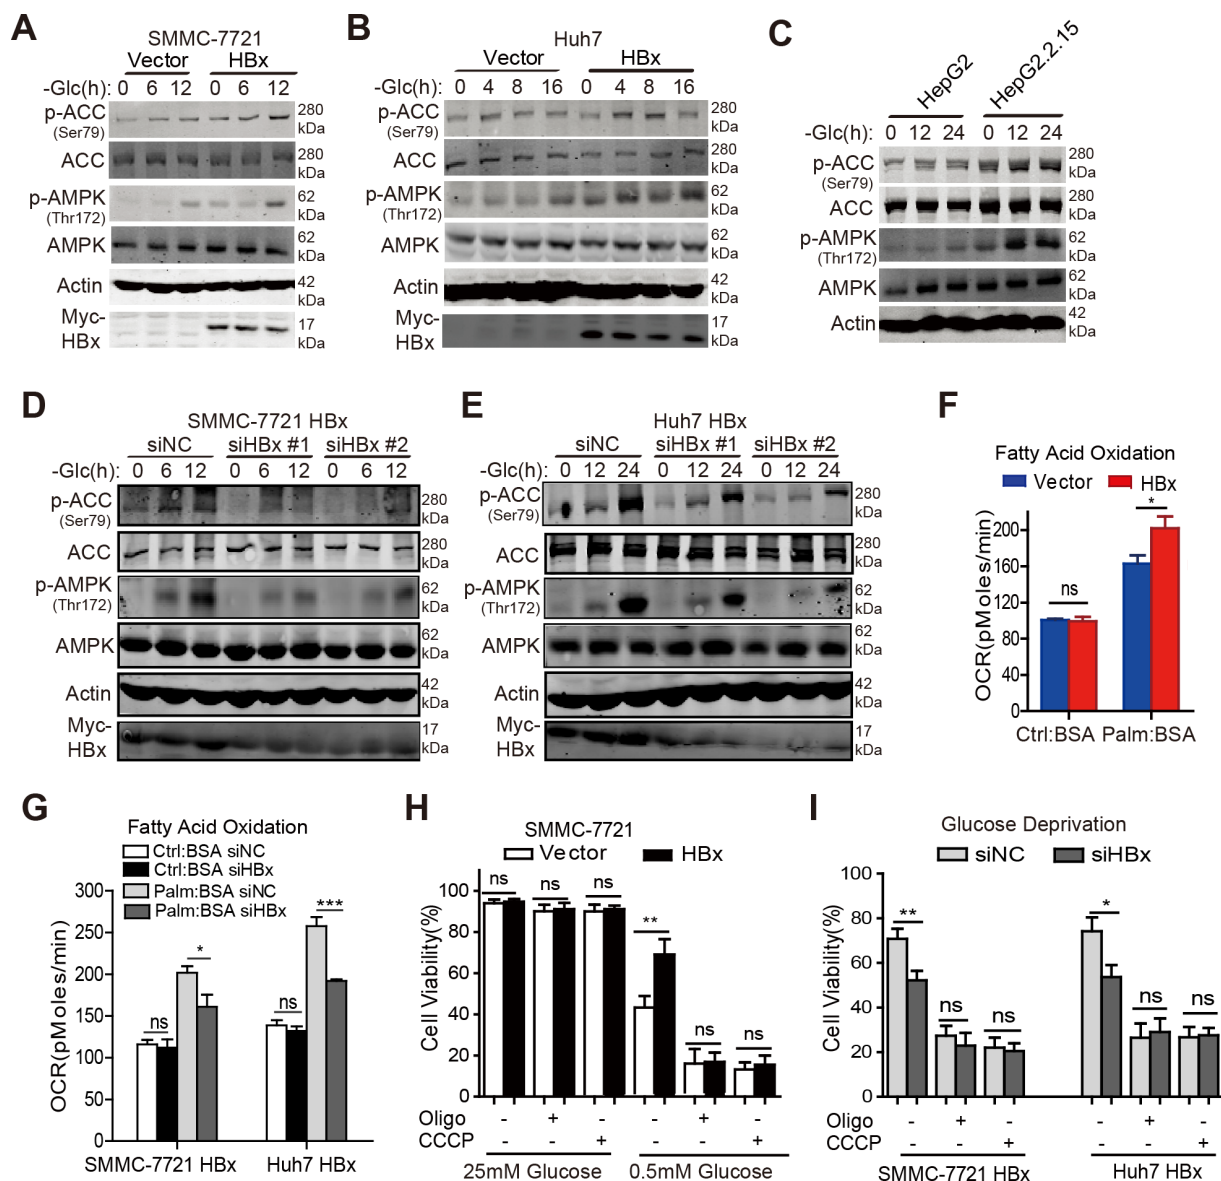 A
SMMC-7721
Vector HBx
-Glc(h): 0 6 12 0 6 12
p-ACC
(Ser79)
280
kDa
ACC
280
kDa
p-AMPK
(Thr172)
62
kDa
AMPK
62
kDa
Actin
42
kDa
Myc-
HBx
17
kDa
B
Huh7
Vector HBx
-Glc(h): 0 4 8 16 0 4 8 16
p-ACC
(Ser79)
280
kDa
ACC
280
kDa
p-AMPK
(Thr172)
62
kDa
AMPK
62
kDa
Actin
42
kDa
Myc-
HBx
17
kDa
C
HepG2
HepG2.2.15
-Glc(h): 0 12 24 0 12 24
p-ACC
(Ser79)
280
kDa
ACC
280
kDa
p-AMPK
(Thr172)
62
kDa
AMPK
62
kDa
Actin
42
kDa
D
SMMC-7721 HBx
siNC siHBx #1 siHBx #2
-Glc(h): 0 6 12 0 6 12 0 6 12
p-ACC
(Ser79)
280
kDa
ACC
280
kDa
p-AMPK
(Thr172)
62
kDa
AMPK
62
kDa
Actin
42
kDa
Myc-
HBx
17
kDa
E
Huh7 HBx
siNC siHBx #1 siHBx #2
-Glc(h): 0 12 24 0 12 24 0 12 24
p-ACC
(Ser79)
280
kDa
ACC
280
kDa
p-AMPK
(Thr172)
62
kDa
AMPK
62
kDa
Actin
42
kDa
Myc-
HBx
17
kDa
F
Fatty Acid Oxidation
Vector HBx
OCR(pMoles/min)
200
160
120
80
40
0
ns
*
Ctrl:BSA Palm:BSA
G
Fatty Acid Oxidation
Ctrl:BSA siNC
Ctrl:BSA siHBx
Palm:BSA siNC
Palm:BSA siHBx
OCR(pMoles/min)
300
250
200
150
100
50
0
ns
*
ns
***
SMMC-7721 HBx Huh7 HBx
H
SMMC-7721
Vector HBx
Cell Viability(%)
100
80
60
40
20
0
ns ns ns ** ns ns
Oligo - + - - + -
CCCP - - + - - +
25mM Glucose 0.5mM Glucose
I
Glucose Deprivation
siNC siHBx
Cell Viability(%)
100
80
60
40
20
0
** ns ns * ns ns
Oligo - + - - + -
CCCP - - + - - +
SMMC-7721 HBx Huh7 HBx